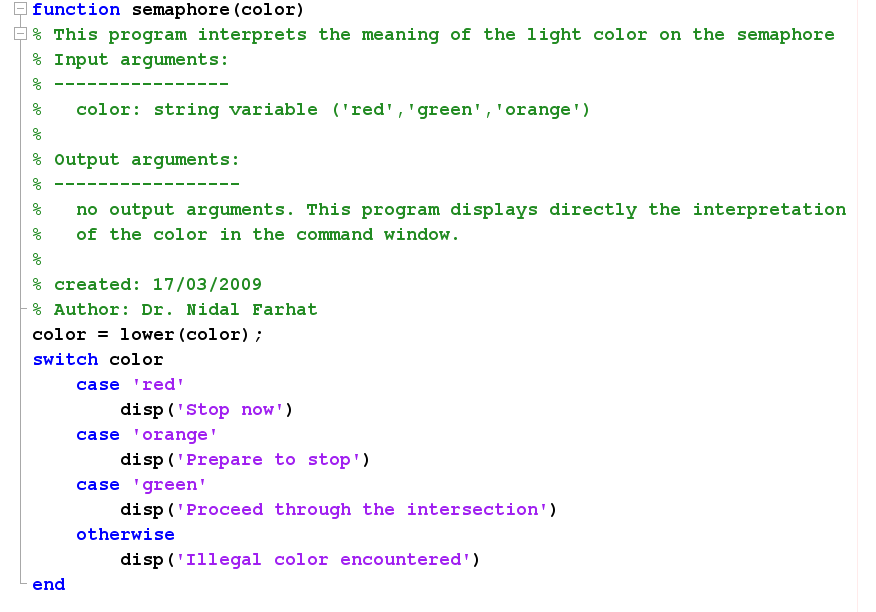 function semaphore(color)
% This program interprets the meaning of the light color on the semaphore
% Input arguments:
% ----------------
%   color: string variable ('red','green','orange')
%
% Output arguments:
% -----------------
%   no output arguments. This program displays directly the interpretation
%   of the color in the command window.
%
% created: 17/03/2009
% Author: Dr. Nidal Farhat
color = lower(color);
switch color
    case 'red'
        disp('Stop now')
    case 'orange'
        disp('Prepare to stop')
    case 'green'
        disp('Proceed through the intersection')
    otherwise
        disp('Illegal color encountered')
end